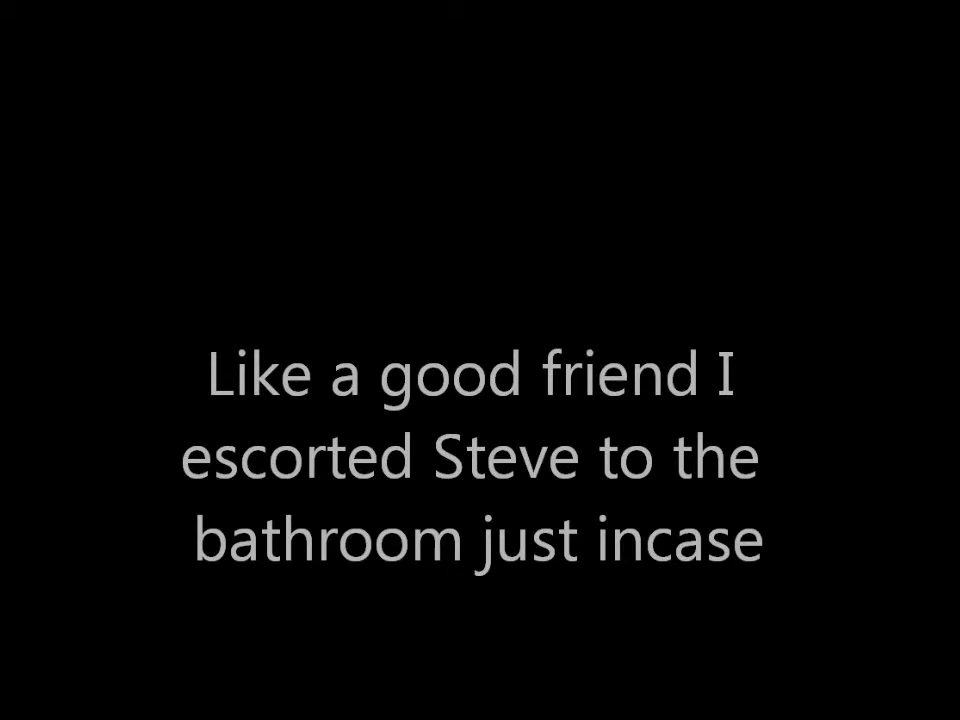 Like a good friend I
escorted Steve to the
bathroom just incase